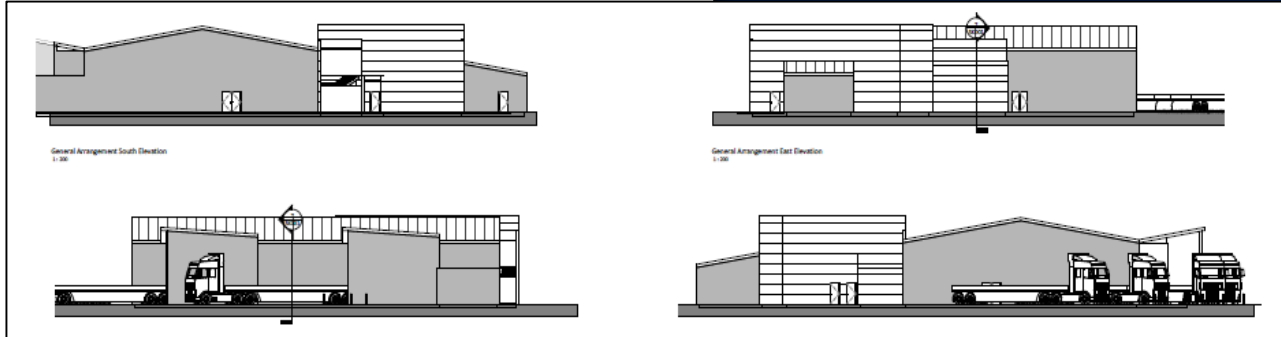 General Arrangement South Elevation
1 : 200
General Arrangement East Elevation
1 : 200